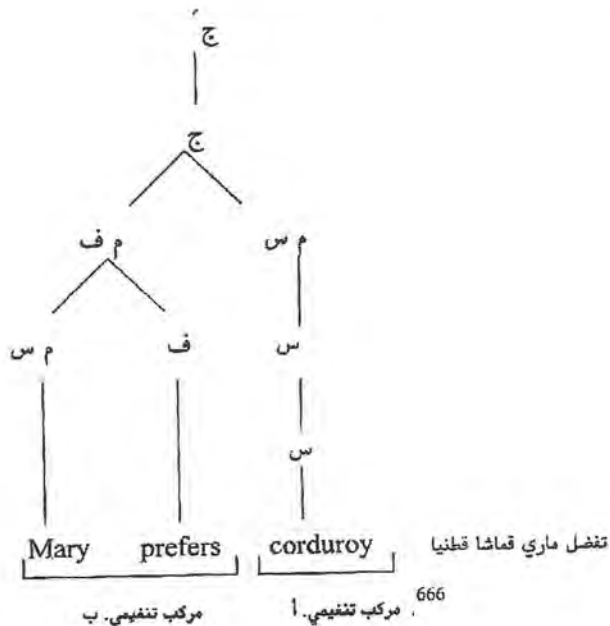 جَ
ج
م س م ف
س ف م س
س
Mary prefers corduroy تفضل ماري قماشا قطنيا
مركب تنغيمي. أ مركب تنغيمي. ب
.666